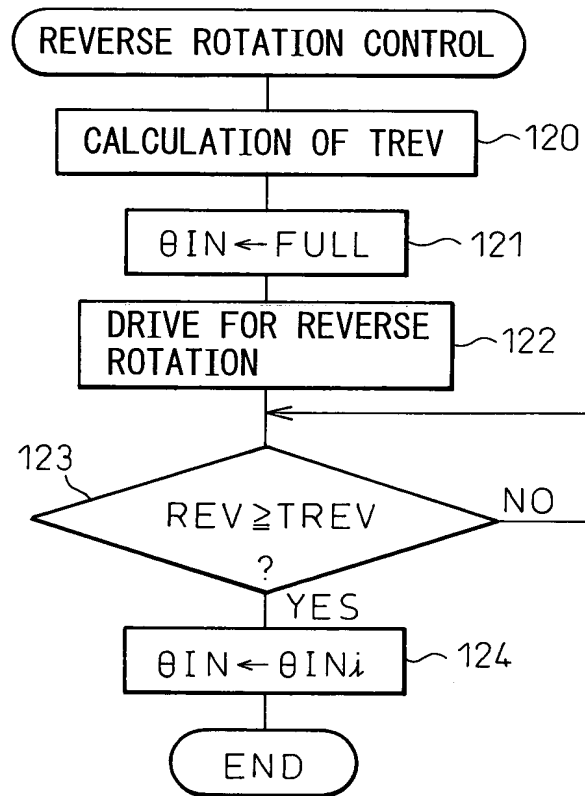 REVERSE ROTATION CONTROL
CALCULATION OF TREV
120
θIN←FULL
121
DRIVE FOR REVERSE
ROTATION
122
123
REV≧TREV
?
NO
YES
θIN←θINi
124
END